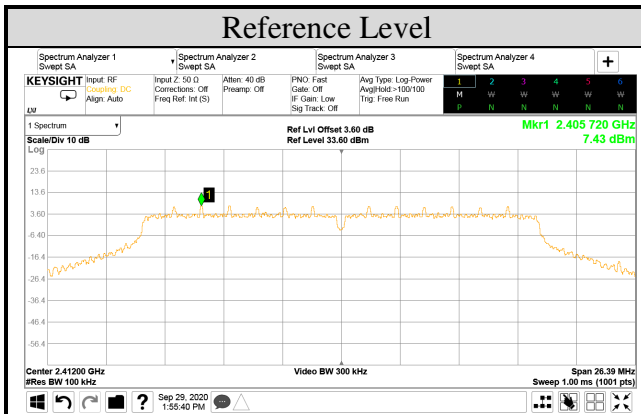 Reference Level
Spectrum Analyzer 1
Swept SA
Spectrum Analyzer 2
Swept SA
Spectrum Analyzer 3
Swept SA
Spectrum Analyzer 4
Swept SA
+
KEYSIGHT
Input: RF
Coupling: DC
Align: Auto
Input Z: 50 Ω
Corrections: Off
Freq Ref: Int (S)
Atten: 40 dB
Preamp: Off
PNO: Fast
Gate: Off
IF Gain: Low
Sig Track: Off
Avg Type: Log-Power
Avg|Hold:>100/100
Trig: Free Run
1 2 3 4 5 6
M W W W W W
P N N N N N
LXI
1 Spectrum
Scale/Div 10 dB
Log
Ref Lvl Offset 3.60 dB
Ref Level 33.60 dBm
Mkr1 2.405 720 GHz
7.43 dBm
23.6
13.6
3.60
-6.40
-16.4
-26.4
-36.4
-46.4
-56.4
1
Center 2.41200 GHz
#Res BW 100 kHz
Video BW 300 kHz
Span 26.39 MHz
Sweep 1.00 ms (1001 pts)
?
Sep 29, 2020
1:55:40 PM